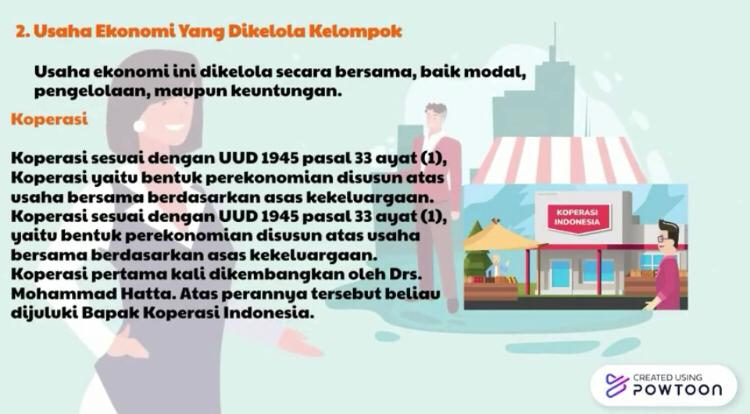 2. Usaha Ekonomi Yang Dikelola Kelompok
Usaha ekonomi ini dikelola secara bersama, baik modal,
pengelolaan, maupun keuntungan.
Koperasi
Koperasi sesuai dengan UUD 1945 pasal 33 ayat (1),
Koperasi yaitu bentuk perekonomian disusun atas
usaha bersama berdasarkan asas kekeluargaan.
Koperasi sesuai dengan UUD 1945 pasal 33 ayat (1),
yaitu bentuk perekonomian disusun atas usaha
bersama berdasarkan asas kekeluargaan.
Koperasi pertama kali dikembangkan oleh Drs.
Mohammad Hatta. Atas perannya tersebut beliau
dijuluki Bapak Koperasi Indonesia.
KOPERASI
INDONESIA
CREATED USING
POWTOON